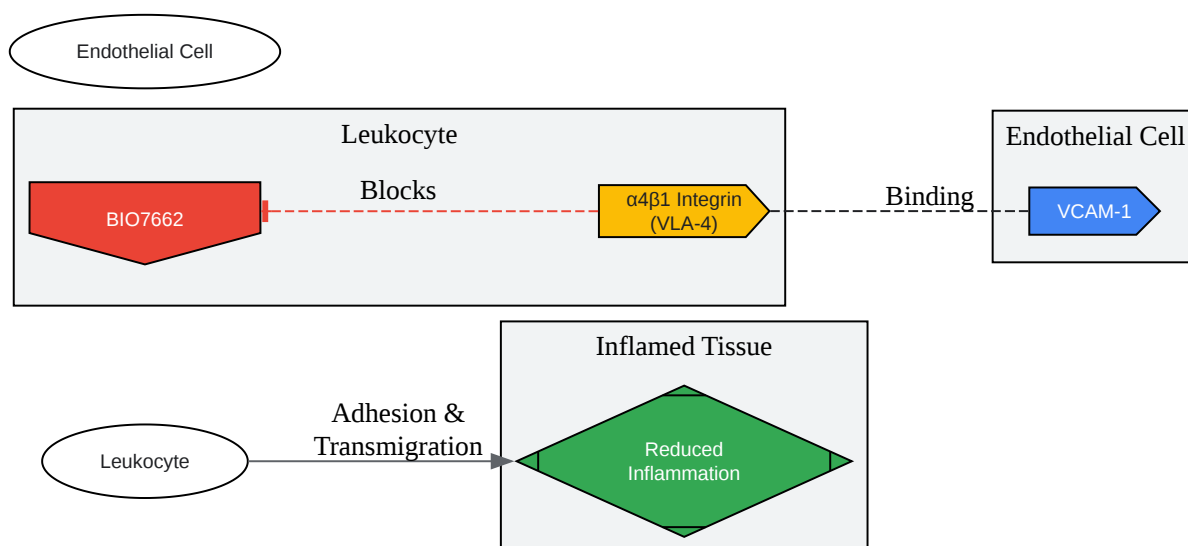 Endothelial Cell
Leukocyte
Endothelial Cell
Blocks
Binding
BIO7662
α4β1 Integrin
(VLA-4)
VCAM-1
Inflamed Tissue
Adhesion &
Transmigration
Leukocyte
Reduced
Inflammation